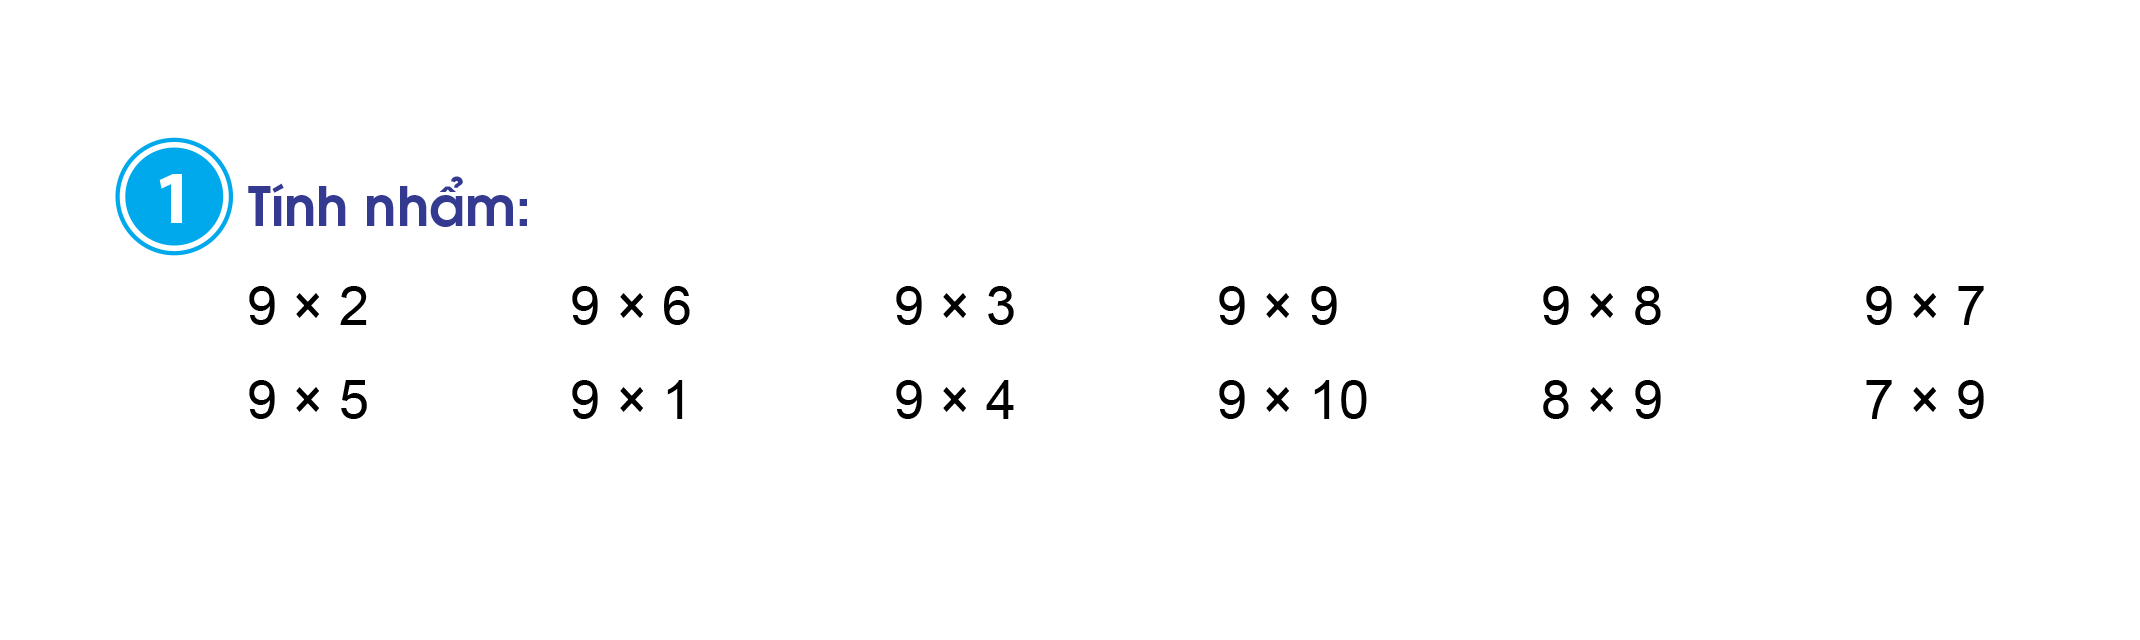 1 Tính nhẩm:
9 × 2 9 × 6 9 × 3 9 × 9 9 × 8 9 × 7
9 × 5 9 × 1 9 × 4 9 × 10 8 × 9 7 × 9